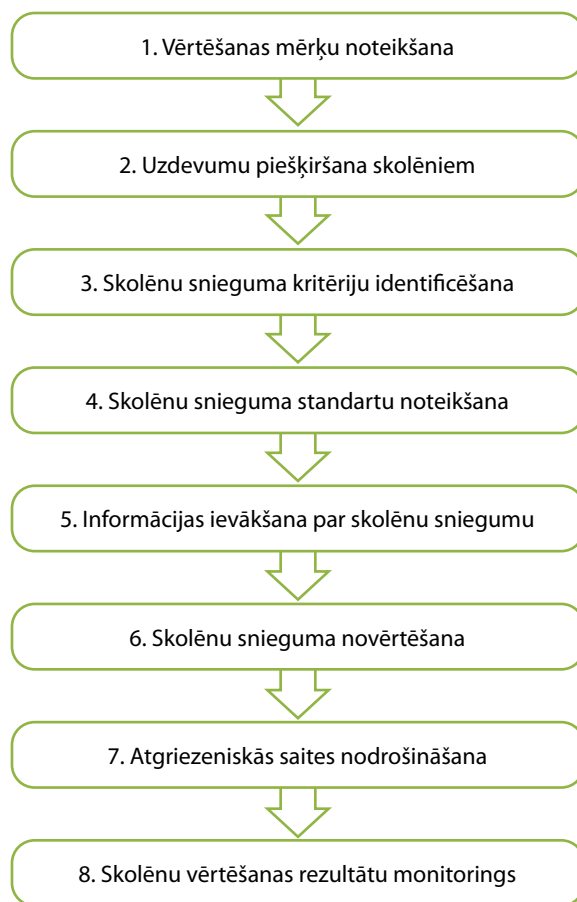 1. Vērtēšanas mērķu noteikšana
2. Uzdevumu piešķiršana skolēniem
3. Skolēnu snieguma kritēriju identificēšana
4. Skolēnu snieguma standartu noteikšana
5. Informācijas ievākšana par skolēnu sniegumu
6. Skolēnu snieguma novērtēšana
7. Atgriezeniskās saites nodrošināšana
8. Skolēnu vērtēšanas rezultātu monitorings